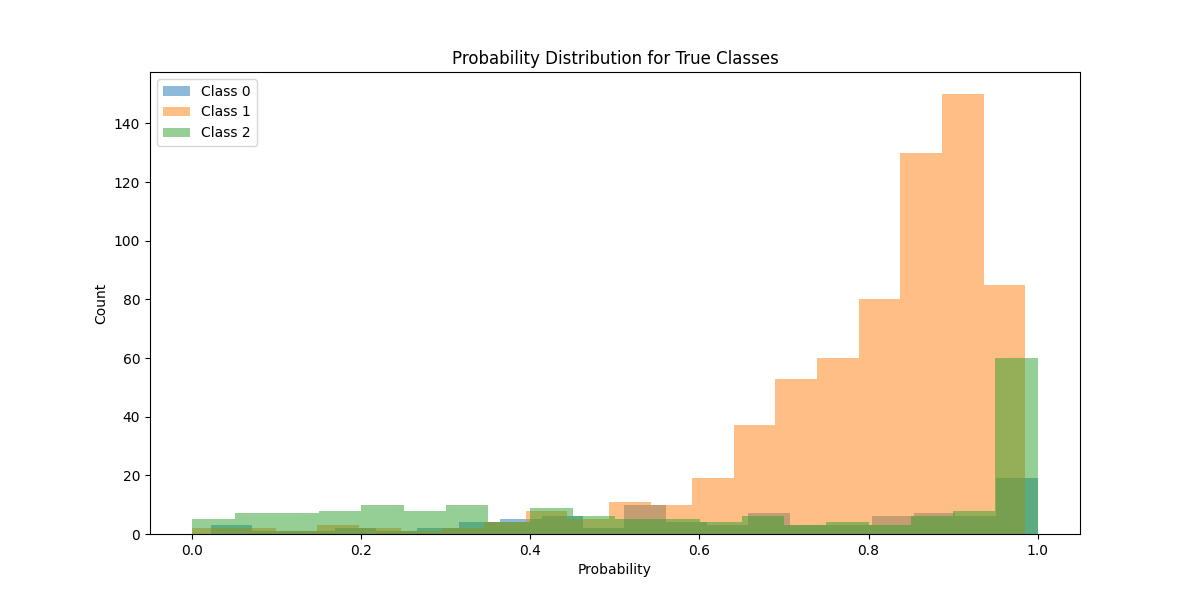 Probability Distribution for True Classes
Class 0
Class 1
Class 2
140
120
100
80
60
40
20
0
Count
0.0 0.2 0.4 0.6 0.8 1.0
Probability